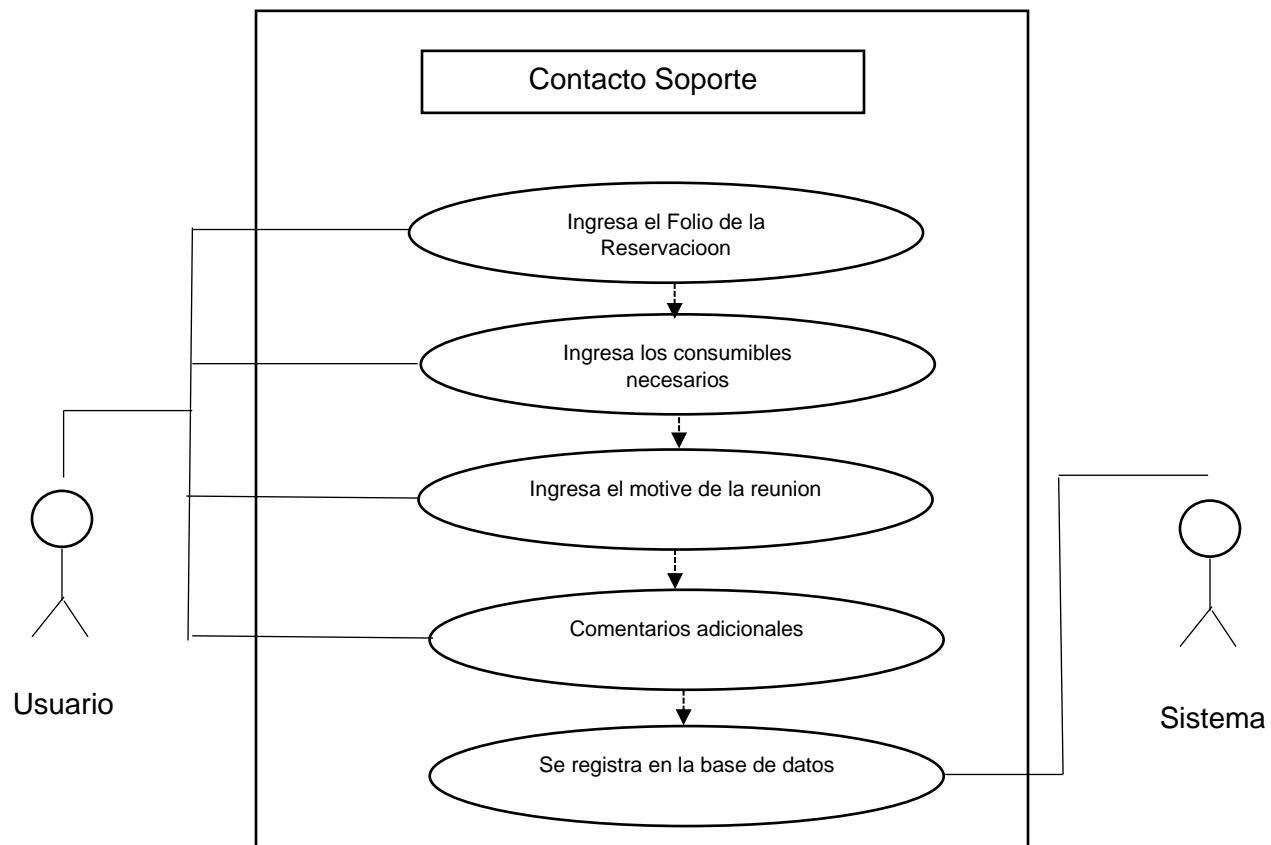 Contacto Soporte
Ingresa el Folio de la
Reservacioon
Ingresa los consumibles
necesarios
Ingresa el motive de la reunion
Comentarios adicionales
Usuario
Sistema
Se registra en la base de datos